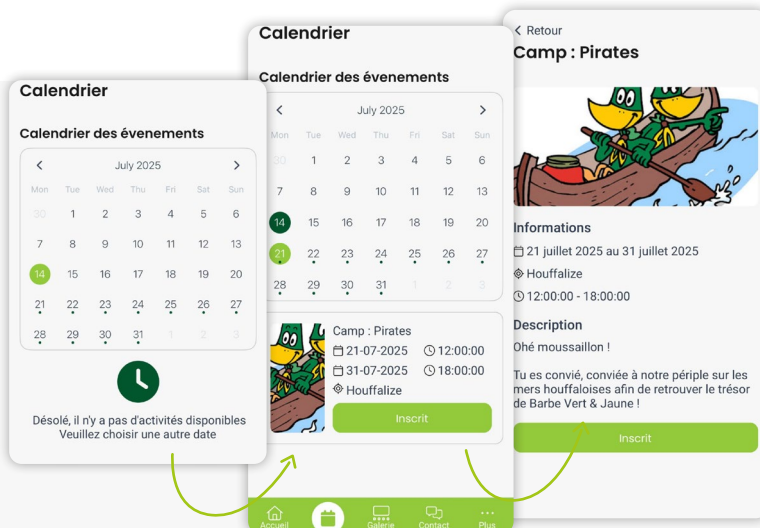 Calendrier
Calendrier des évenements
July 2025
Mon Tue Wed Thu Fri Sat Sun
30 1 2 3 4 5 6
7 8 9 10 11 12 13
14 15 16 17 18 19 20
21 22 23 24 25 26 27
28 29 30 31 1 2 3
Désolé, il n'y a pas d'activités disponibles
Veuillez choisir une autre date
Calendrier
Calendrier des évenements
July 2025
Mon Tue Wed Thu Fri Sat Sun
30 1 2 3 4 5 6
7 8 9 10 11 12 13
14 15 16 17 18 19 20
21 22 23 24 25 26 27
28 29 30 31 1 2 3
Camp : Pirates
21-07-2025 12:00:00
31-07-2025 18:00:00
Houffalize
Inscrit
Accueil Galerie Contact Plus
Retour
Camp : Pirates
Informations
21 juillet 2025 au 31 juillet 2025
Houffalize
12:00:00 - 18:00:00
Description
Ohé moussaillon !
Tu es convié, conviée à notre périple sur les
mers houffaloises afin de retrouver le trésor
de Barbe Vert & Jaune !
Inscrit